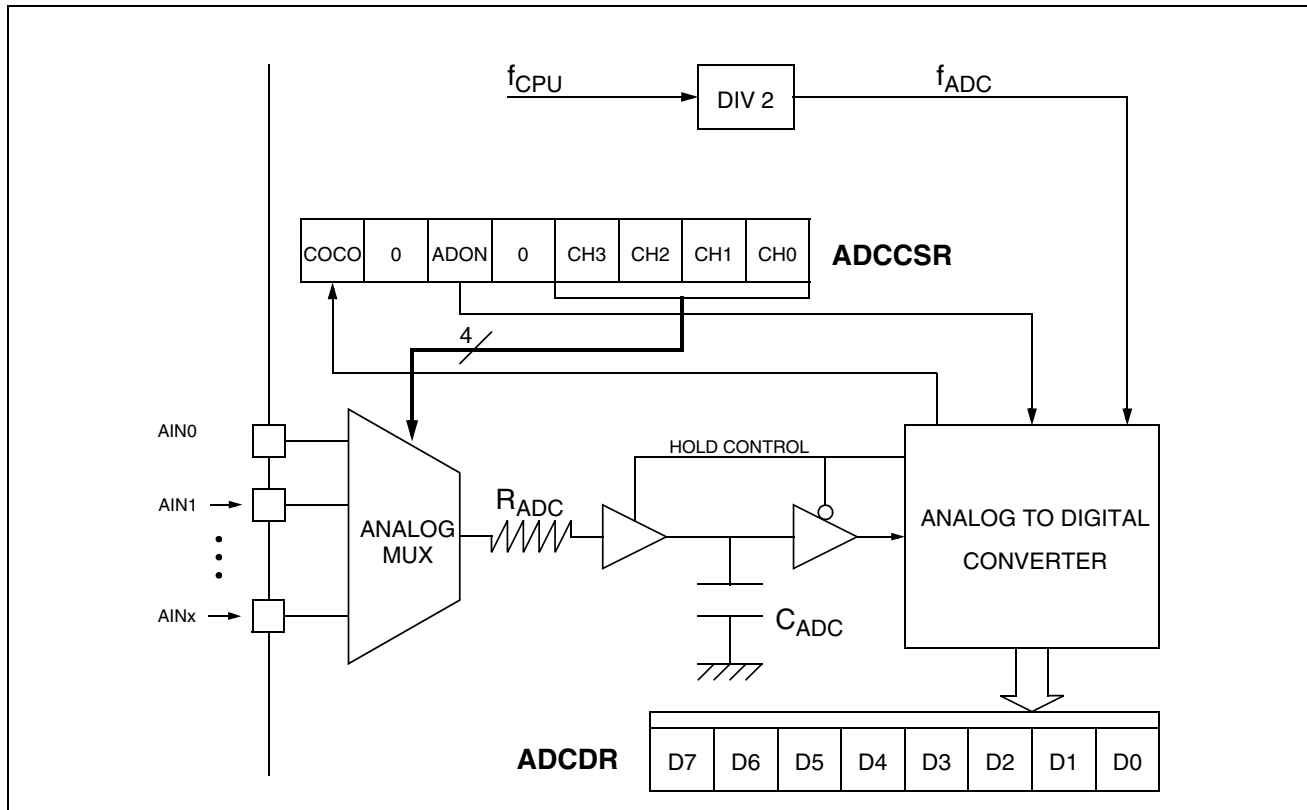 fCPU
DIV 2
fADC
COCO 0 ADON 0 CH3 CH2 CH1 CH0
ADCCSR
4
AIN0
HOLD CONTROL
AIN1
RADC
ANALOG
MUX
ANALOG TO DIGITAL
CONVERTER
AINx
CADC
ADCDR
D7 D6 D5 D4 D3 D2 D1 D0